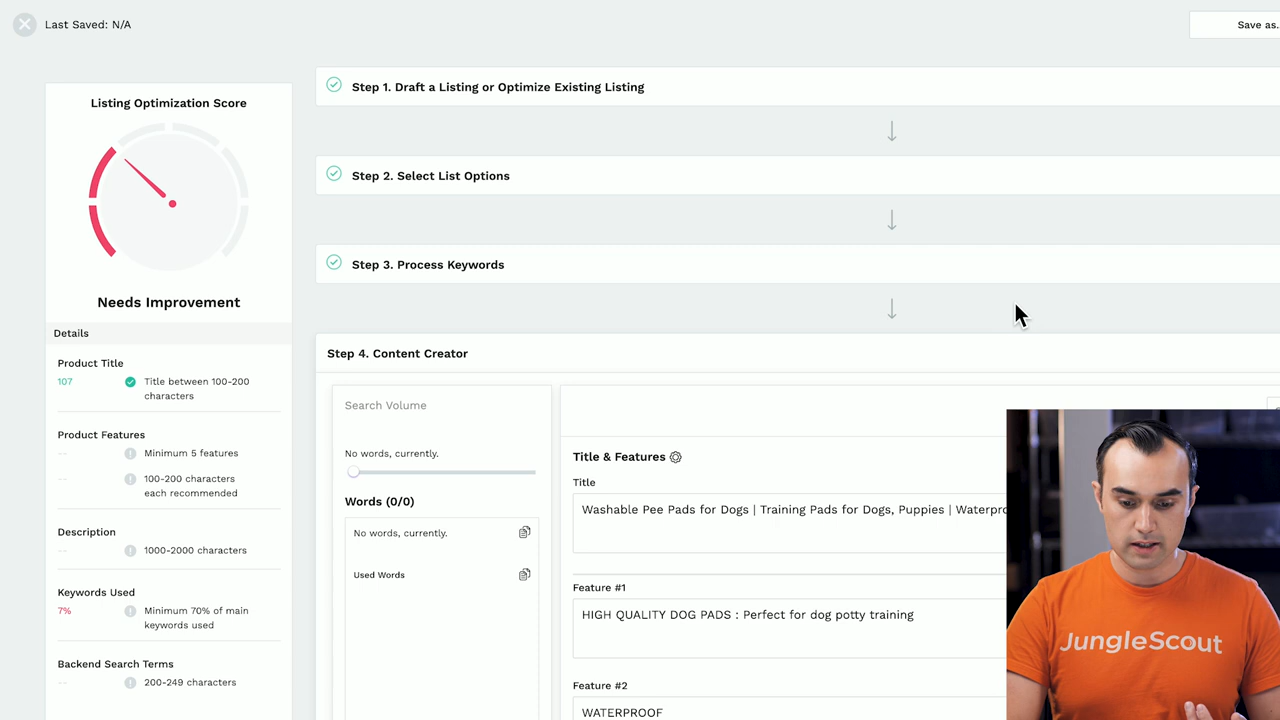 Last Saved: N/A
Save as.
Listing Optimization Score
Needs Improvement
Details
Product Title
107
Title between 100-200
characters
Product Features
--
Minimum 5 features
--
100-200 characters
each recommended
Description
--
1000-2000 characters
Keywords Used
7%
Minimum 70% of main
keywords used
Backend Search Terms
--
200-249 characters
Step 1. Draft a Listing or Optimize Existing Listing
Step 2. Select List Options
Step 3. Process Keywords
Step 4. Content Creator
Search Volume
No words, currently.
Words (0/0)
No words, currently.
Used Words
Title & Features
Title
Washable Pee Pads for Dogs | Training Pads for Dogs, Puppies | Waterpro
Feature #1
HIGH QUALITY DOG PADS : Perfect for dog potty training
Feature #2
WATERPROOF
JungleScout